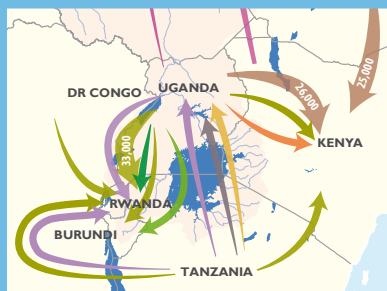 25,000
26,000
UGANDA
DR CONGO
33,000
KENYA
RWANDA
BURUNDI
TANZANIA